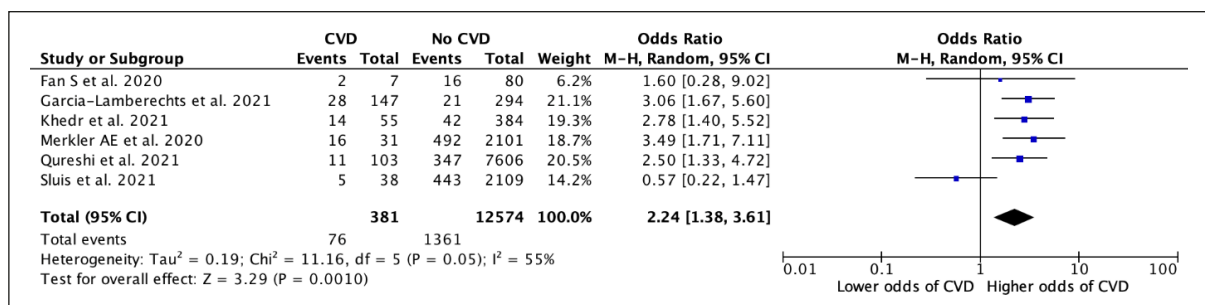 CVD No CVD Odds Ratio Odds Ratio
Study or Subgroup Events Total Events Total Weight M-H, Random, 95% CI M-H, Random, 95% CI
Fan S et al. 2020 2 7 16 80 6.2% 1.60 [0.28, 9.02]
Garcia-Lamberechts et al. 2021 28 147 21 294 21.1% 3.06 [1.67, 5.60]
Khedr et al. 2021 14 55 42 384 19.3% 2.78 [1.40, 5.52]
Merkler AE et al. 2020 16 31 492 2101 18.7% 3.49 [1.71, 7.11]
Qureshi et al. 2021 11 103 347 7606 20.5% 2.50 [1.33, 4.72]
Sluis et al. 2021 5 38 443 2109 14.2% 0.57 [0.22, 1.47]
Total (95% CI) 381 12574 100.0% 2.24 [1.38, 3.61]
Total events 76 1361
Heterogeneity: Tau² = 0.19; Chi² = 11.16, df = 5 (P = 0.05); I² = 55%
Test for overall effect: Z = 3.29 (P = 0.0010)
0.01 0.1 1 10 100
Lower odds of CVD Higher odds of CVD